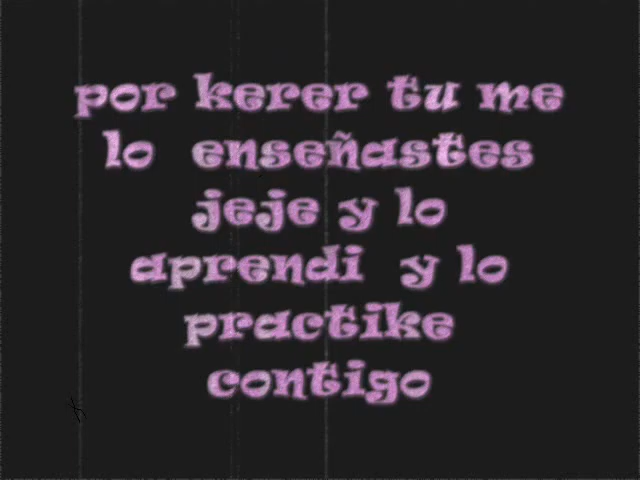 por kerer tu me
lo enseñastes
jeje y lo
aprendi y lo
practike
contigo